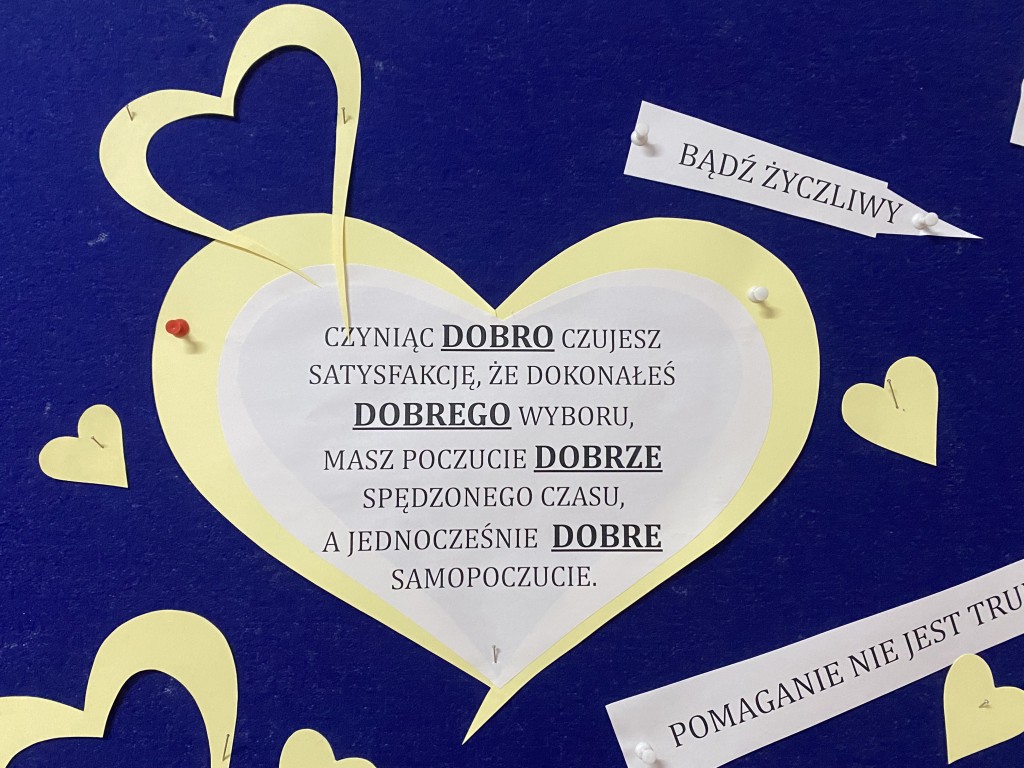 BĄDŹ ŻYCZLIWY
CZYNIĄC DOBRO CZUJESZ
SATYSFAKCJĘ, ŻE DOKONAŁEŚ
DOBREGO WYBORU,
MASZ POCZUCIE DOBRZE
SPĘDZONEGO CZASU,
A JEDNOCZEŚNIE DOBRE
SAMOPOCZUCIE.
POMAGANIE NIE JEST